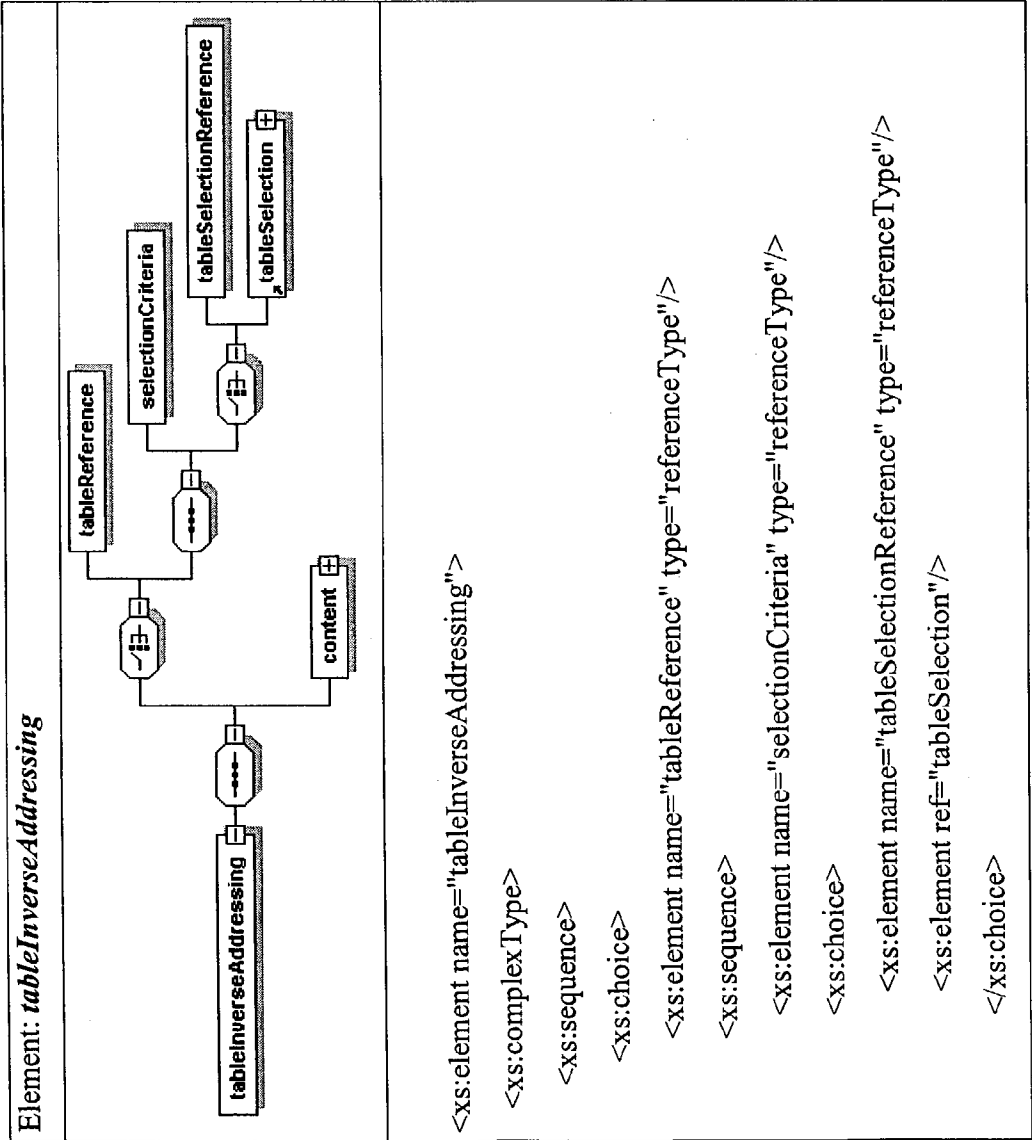 Element: tableInverseAddressing
tableInverseAddressing
tableReference
selectionCriteria
tableSelectionReference
tableSelection
content
<xs:element name="tableInverseAddressing">
<xs:complexType>
<xs:sequence>
<xs:choice>
<xs:element name="tableReference" type="referenceType"/>
<xs:sequence>
<xs:element name="selectionCriteria" type="referenceType"/>
<xs:choice>
<xs:element name="tableSelectionReference" type="referenceType"/>
<xs:element ref="tableSelection"/>
</xs:choice>